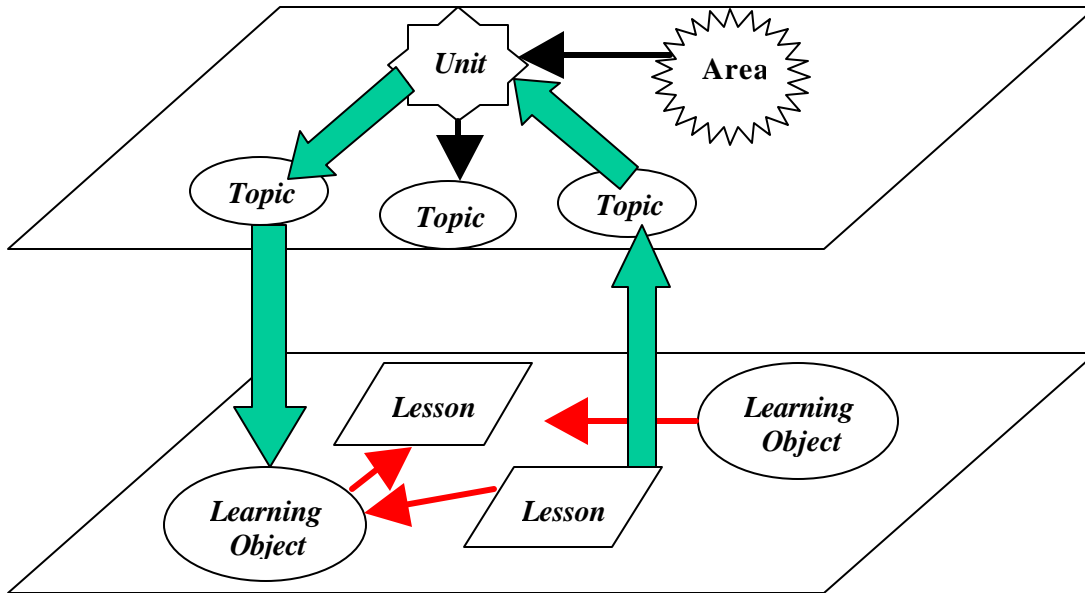 Unit
Area
Topic
Topic
Topic
Lesson
Learning
Object
Learning
Object
Lesson